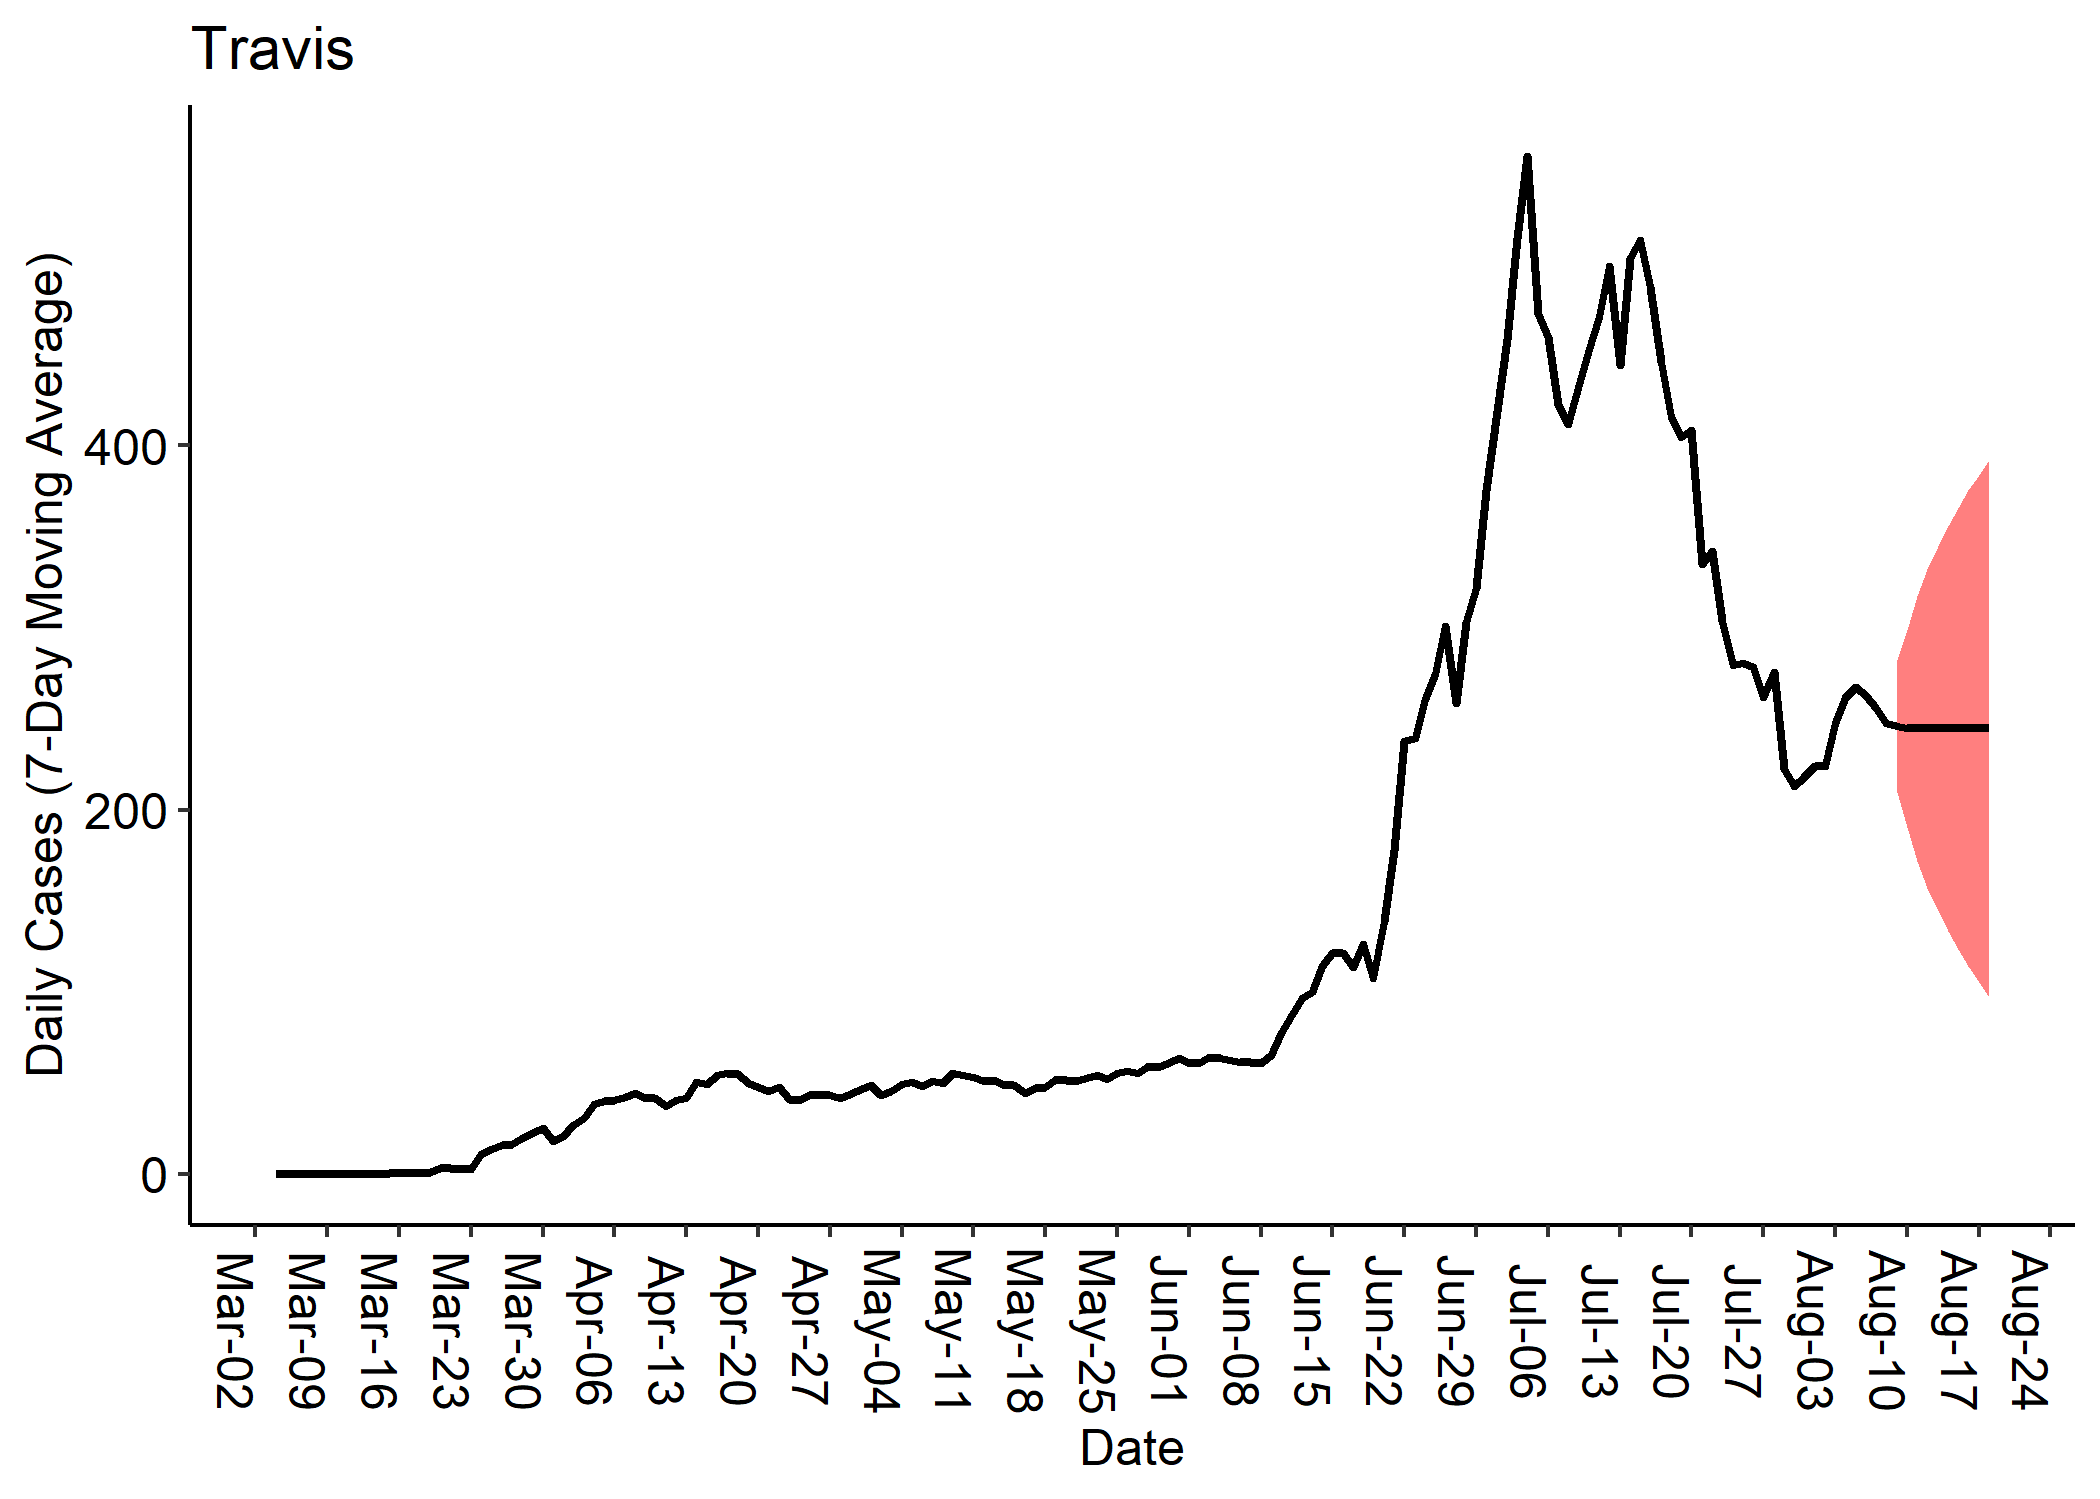 Travis
Daily Cases (7-Day Moving Average)
400
200
0
Mar-02
Mar-09
Mar-16
Mar-23
Mar-30
Apr-06
Apr-13
Apr-20
Apr-27
May-04
May-11
May-18
May-25
Jun-01
Jun-08
Jun-15
Jun-22
Jun-29
Jul-06
Jul-13
Jul-20
Jul-27
Aug-03
Aug-10
Aug-17
Aug-24
Date